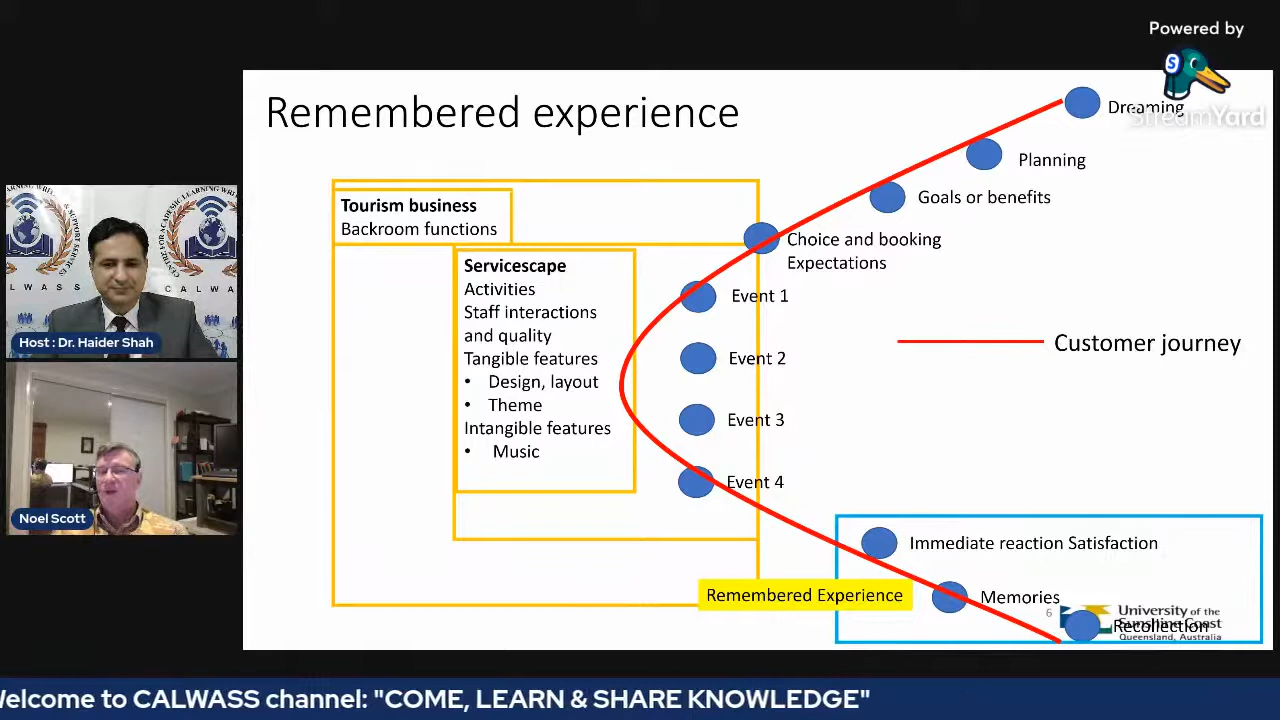 Powered by
StreamYard
Remembered experience
Dreaming
Planning
Goals or benefits
Choice and booking
Expectations
Tourism business
Backroom functions
Servicescape
Activities
Staff interactions
and quality
Tangible features
• Design, layout
• Theme
Intangible features
• Music
Event 1
Event 2
Event 3
Event 4
Customer journey
Immediate reaction Satisfaction
Remembered Experience
Memories
Recollection
6
University of the
Sunshine Coast
Queensland, Australia
CALWASS
Host : Dr. Haider Shah
Noel Scott
Welcome to CALWASS channel: "COME, LEARN & SHARE KNOWLEDGE"